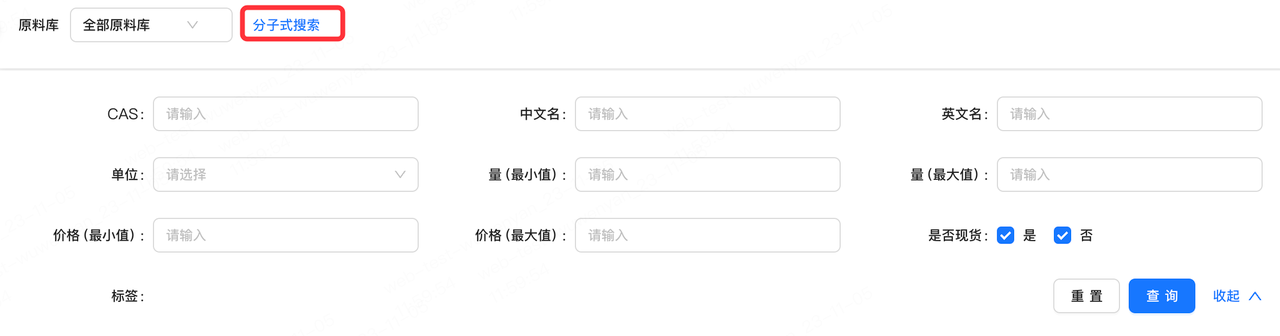 原料库 全部原料库 分子式搜索
CAS: 请输入 中文名: 请输入 英文名: 请输入
单位: 请选择 量(最小值): 请输入 量(最大值): 请输入
价格(最小值): 请输入 价格(最大值): 请输入 是否现货: 是 否
标签: 重 置 查 询 收起